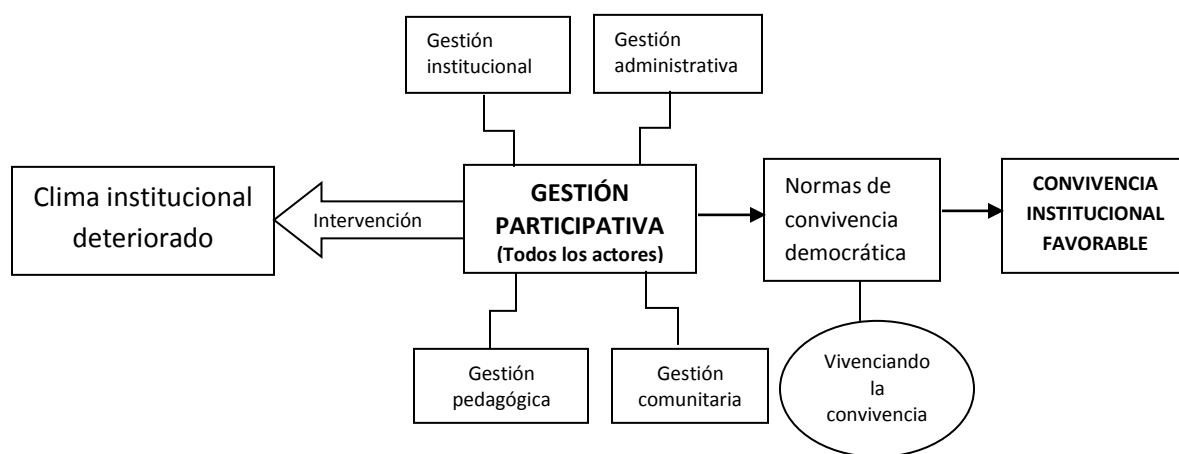 Gestión
institucional
Gestión
administrativa
Clima institucional
deteriorado
Intervención
GESTIÓN
PARTICIPATIVA
(Todos los actores)
Normas de
convivencia
democrática
CONVIVENCIA
INSTITUCIONAL
FAVORABLE
Gestión
pedagógica
Gestión
comunitaria
Vivenciando
la
convivencia